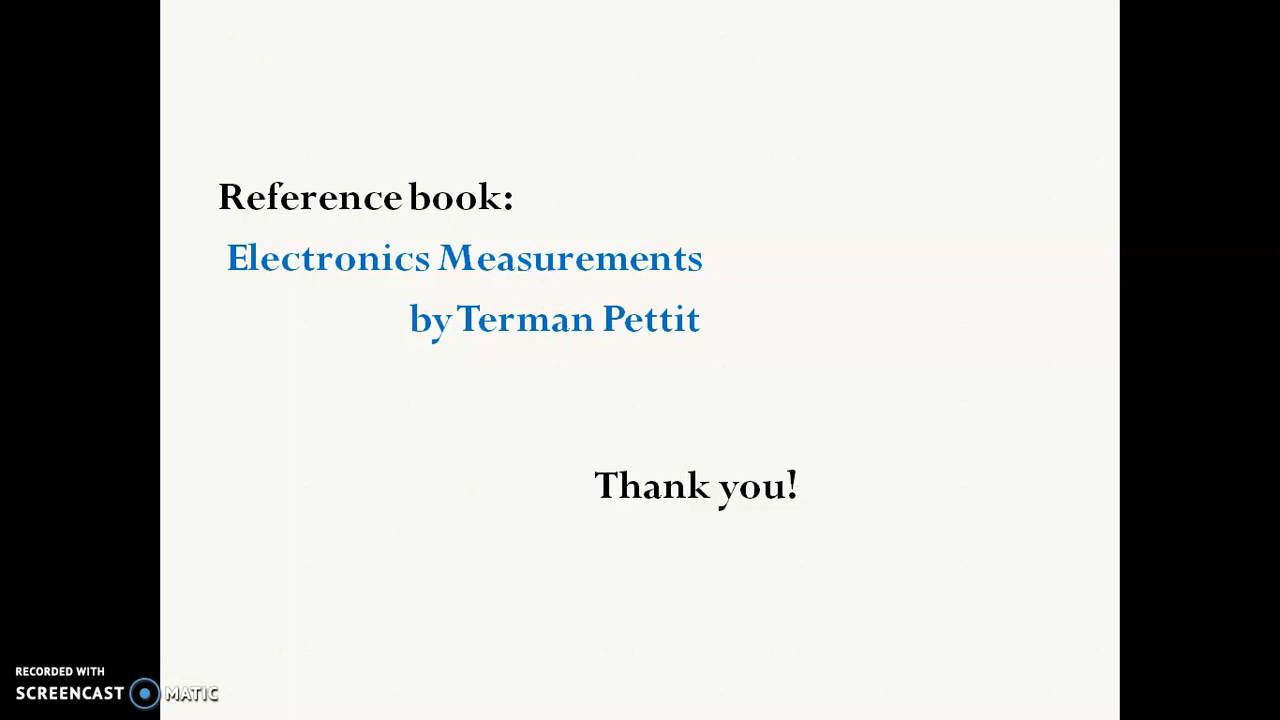 Reference book:
Electronics Measurements
by Terman Pettit
Thank you!
RECORDED WITH
SCREENCAST MATIC